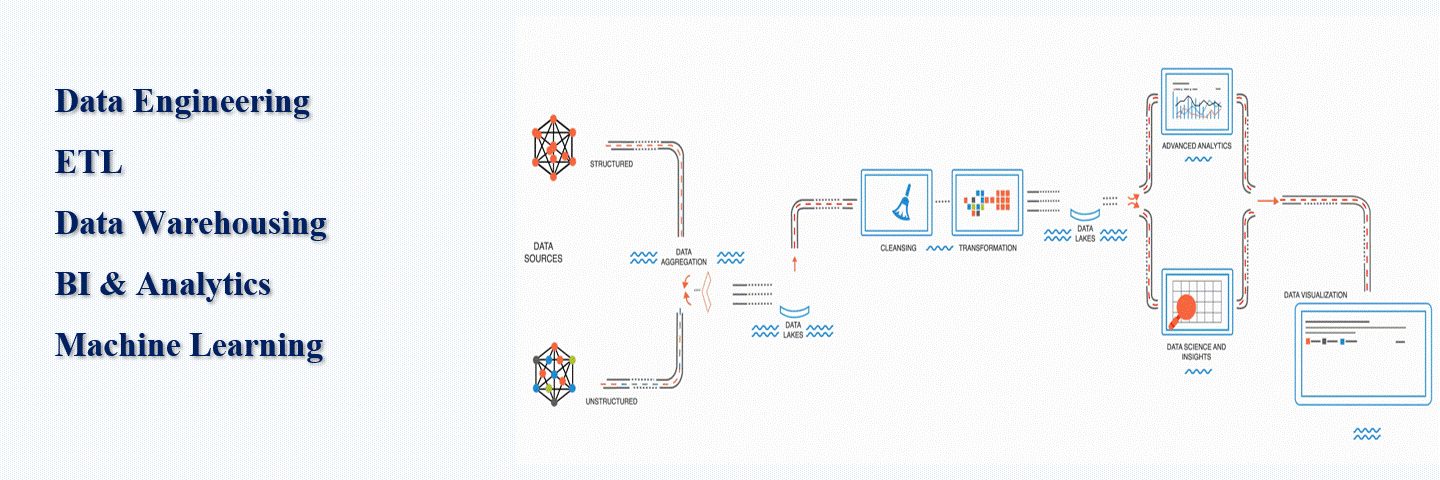 Data Engineering
ETL
Data Warehousing
BI & Analytics
Machine Learning
STRUCTURED
DATA
SOURCES
UNSTRUCTURED
DATA
AGGREGATION
DATA
LAKES
CLEANSING
TRANSFORMATION
DATA
LAKES
ADVANCED ANALYTICS
DATA SCIENCE AND
INSIGHTS
DATA VISUALIZATION